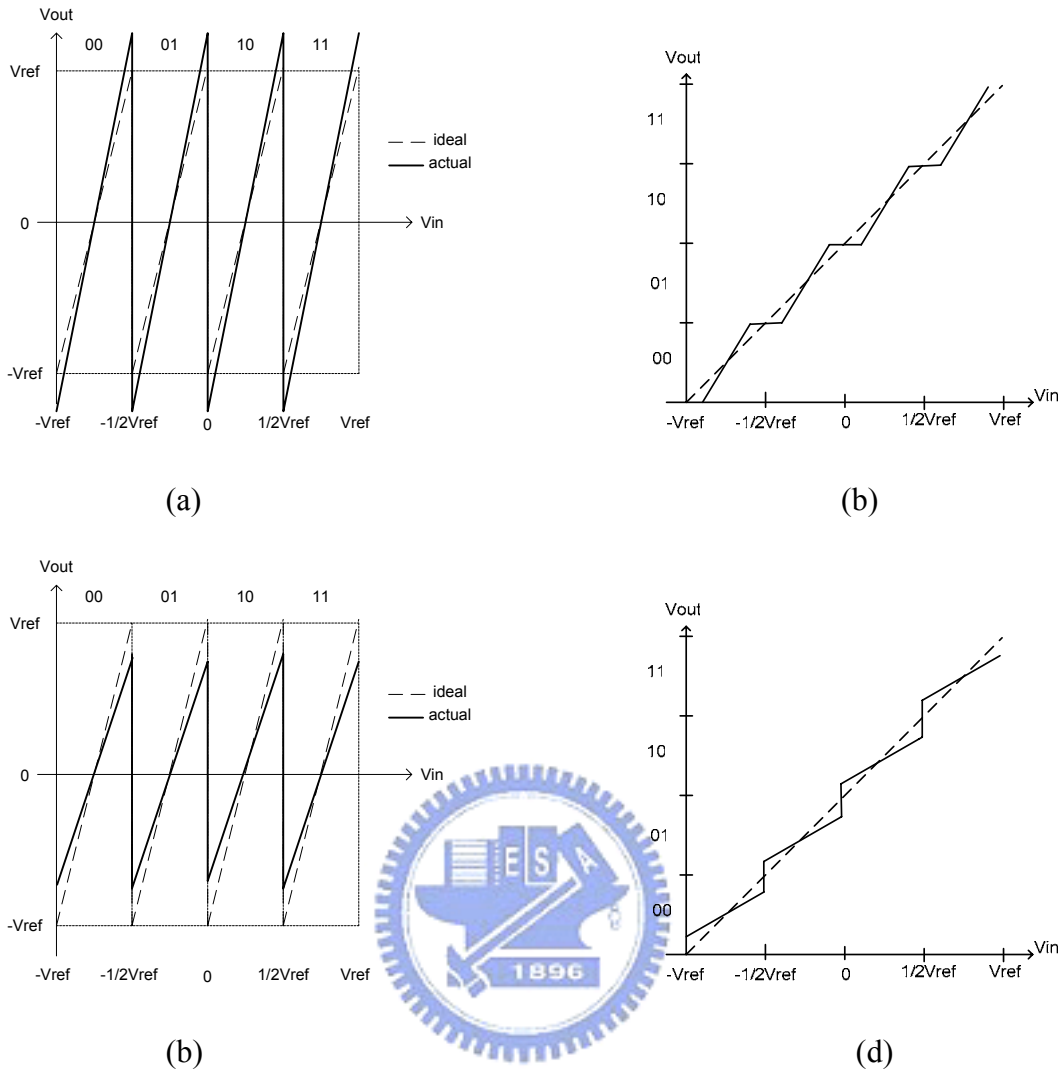 Vout
00 01 10 11
Vref
ideal
actual
0
Vin
-Vref
-Vref -1/2Vref 0 1/2Vref Vref
(a)
Vout
11
10
01
00
Vin
-Vref -1/2Vref 0 1/2Vref Vref
(b)
Vout
00 01 10 11
Vref
ideal
actual
0
Vin
-Vref
-Vref -1/2Vref 0 1/2Vref Vref
(b)
Vout
11
10
01
00
Vin
-Vref -1/2Vref 0 1/2Vref Vref
(d)
E S A
1896